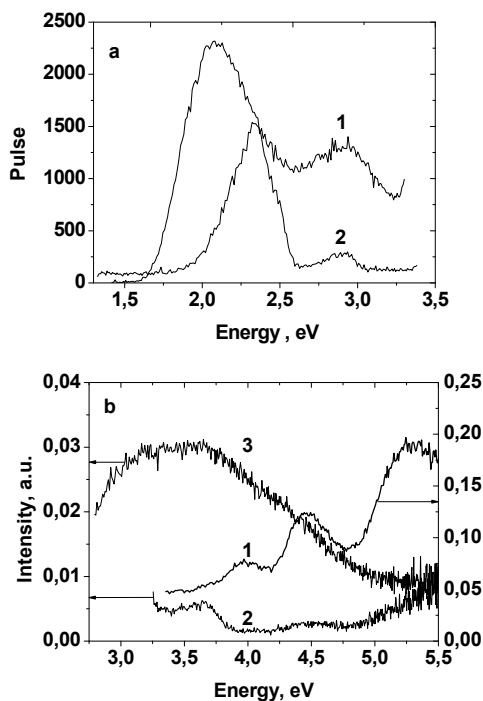 a
2500
2000
1500
1000
500
0
Pulse
1
2
1,5 2,0 2,5 3,0 3,5
Energy , eV
b
0,04
0,03
0,02
0,01
0,00
Intensity, a.u.
3
1
2
0,25
0,20
0,15
0,10
0,05
0,00
3,0 3,5 4,0 4,5 5,0 5,5
Energy, eV